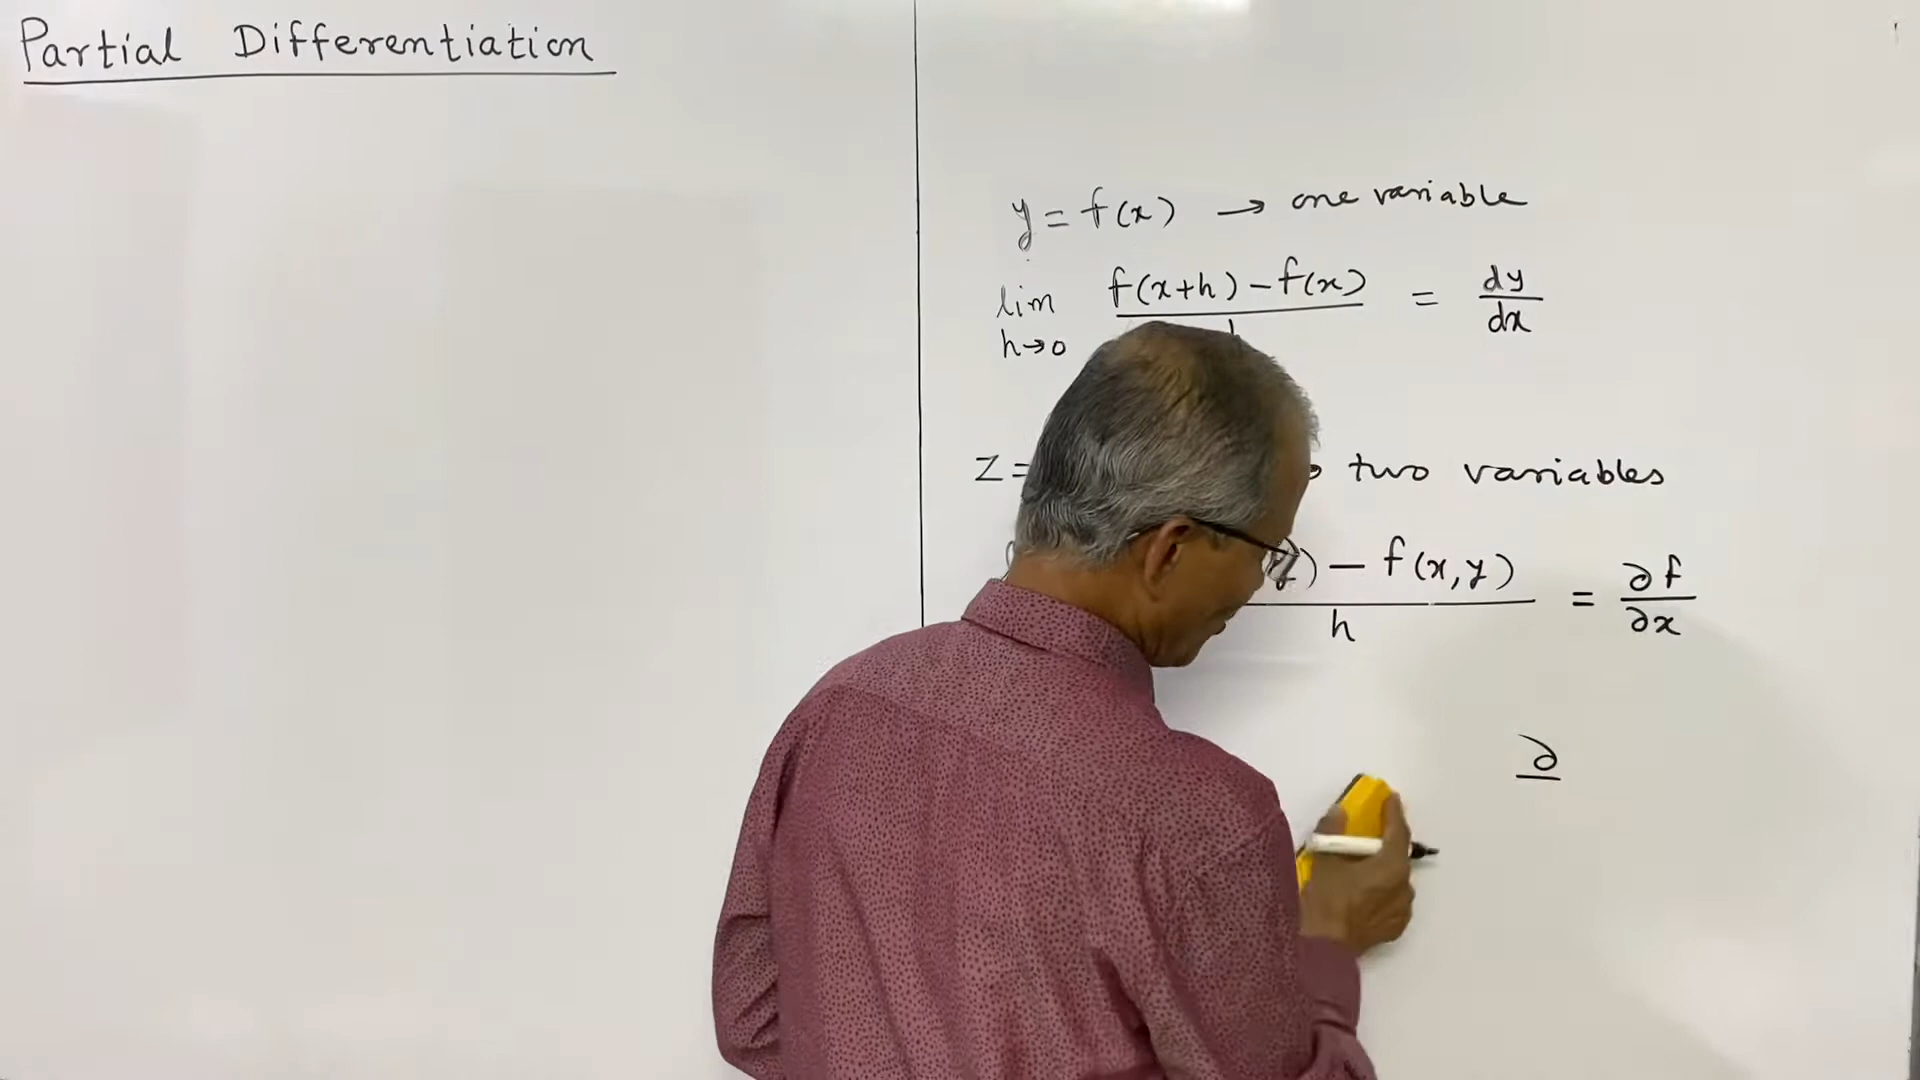 Partial Differentiation
y = f(x) → one variable
lim h→0 f(x+h) - f(x) / = dy/dx
z = two variables
y) - f(x,y) / h = ∂f/∂x
∂